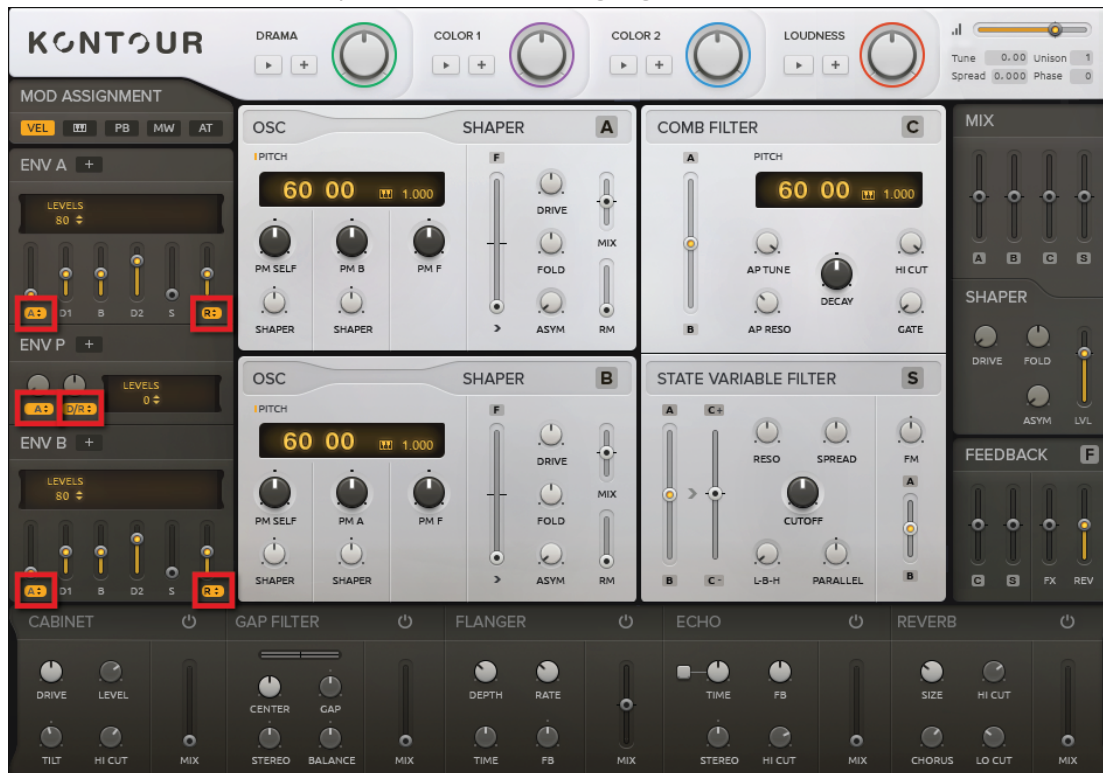 KONTOUR
DRAMA
COLOR 1
COLOR 2
LOUDNESS
Tune 0.00 Unison 1
Spread 0.000 Phase 0
MOD ASSIGNMENT
VEL PB MW AT
ENV A +
LEVELS
80
A D1 B D2 S R
ENV P +
LEVELS
0
A D/R
ENV B +
LEVELS
80
A D1 B D2 S R
OSC SHAPER A
PITCH F
60 00 1.000
DRIVE
MIX
PM SELF PM B PM F FOLD
SHAPER SHAPER > ASYM RM
OSC SHAPER B
PITCH F
60 00 1.000
DRIVE
MIX
PM SELF PM A PM F FOLD
SHAPER SHAPER > ASYM RM
COMB FILTER C
A PITCH
60 00 1.000
AP TUNE HI CUT
DECAY
B AP RESO GATE
STATE VARIABLE FILTER S
A C+
RESO SPREAD FM
A
CUTOFF
B C- L-B-H PARALLEL B
MIX
A B C S
SHAPER
DRIVE FOLD
ASYM LVL
FEEDBACK F
C S FX REV
CABINET
DRIVE LEVEL
TILT HI CUT MIX
GAP FILTER
CENTER GAP
STEREO BALANCE MIX
FLANGER
DEPTH RATE
TIME FB MIX
ECHO
TIME FB
STEREO HI CUT MIX
REVERB
SIZE HI CUT
CHORUS LO CUT MIX